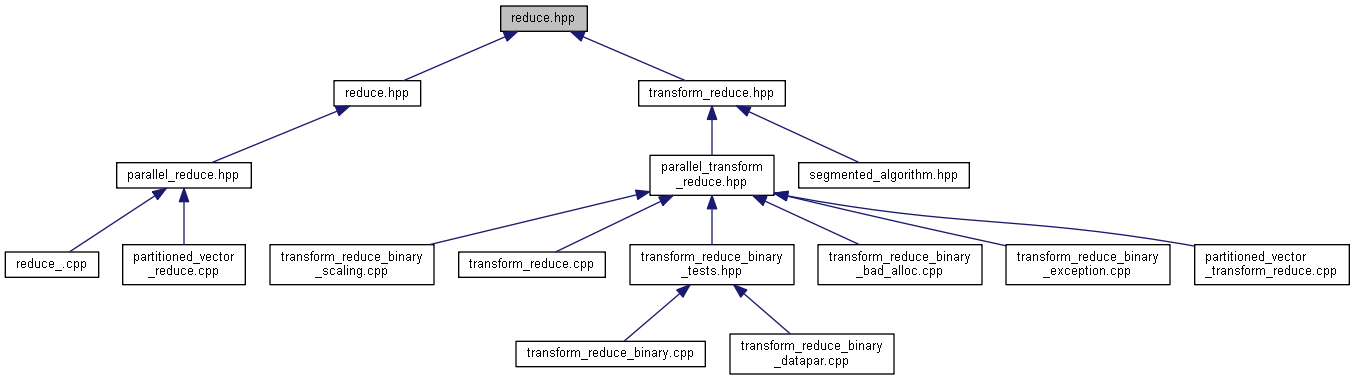 reduce.hpp
reduce.hpp
transform_reduce.hpp
parallel_reduce.hpp
parallel_transform
_reduce.hpp
segmented_algorithm.hpp
reduce_.cpp
partitioned_vector
_reduce.cpp
transform_reduce_binary
_scaling.cpp
transform_reduce.cpp
transform_reduce_binary
_tests.hpp
transform_reduce_binary
_bad_alloc.cpp
transform_reduce_binary
_exception.cpp
partitioned_vector
_transform_reduce.cpp
transform_reduce_binary.cpp
transform_reduce_binary
_datapar.cpp